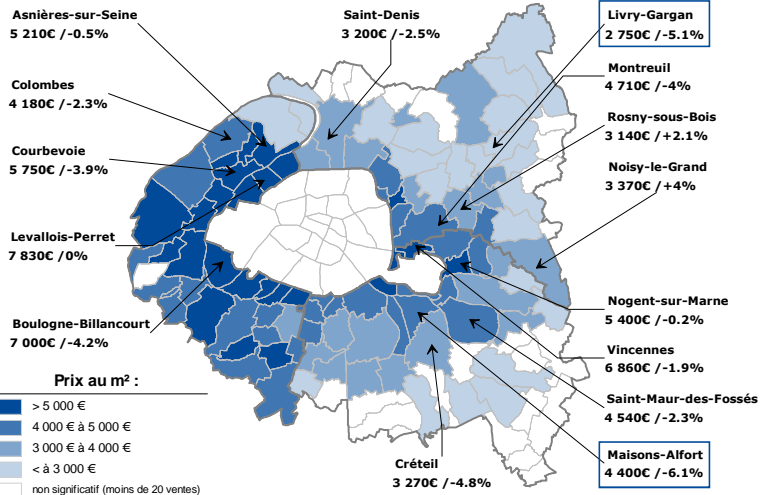 Asnières-sur-Seine
5 210€ /-0.5%
Saint-Denis
3 200€ /-2.5%
Livry-Gargan
2 750€ /-5.1%
Colombes
4 180€ /-2.3%
Montreuil
4 710€ /-4%
Courbevoie
5 750€ /-3.9%
Rosny-sous-Bois
3 140€ /+2.1%
Noisy-le-Grand
3 370€ /+4%
Levallois-Perret
7 830€ /0%
Boulogne-Billancourt
7 000€ /-4.2%
Nogent-sur-Marne
5 400€ /-0.2%
Vincennes
6 860€ /-1.9%
Saint-Maur-des-Fossés
4 540€ /-2.3%
Maisons-Alfort
4 400€ /-6.1%
Créteil
3 270€ /-4.8%
Prix au m² :
> 5 000 €
4 000 € à 5 000 €
3 000 € à 4 000 €
< à 3 000 €
non significatif (moins de 20 ventes)